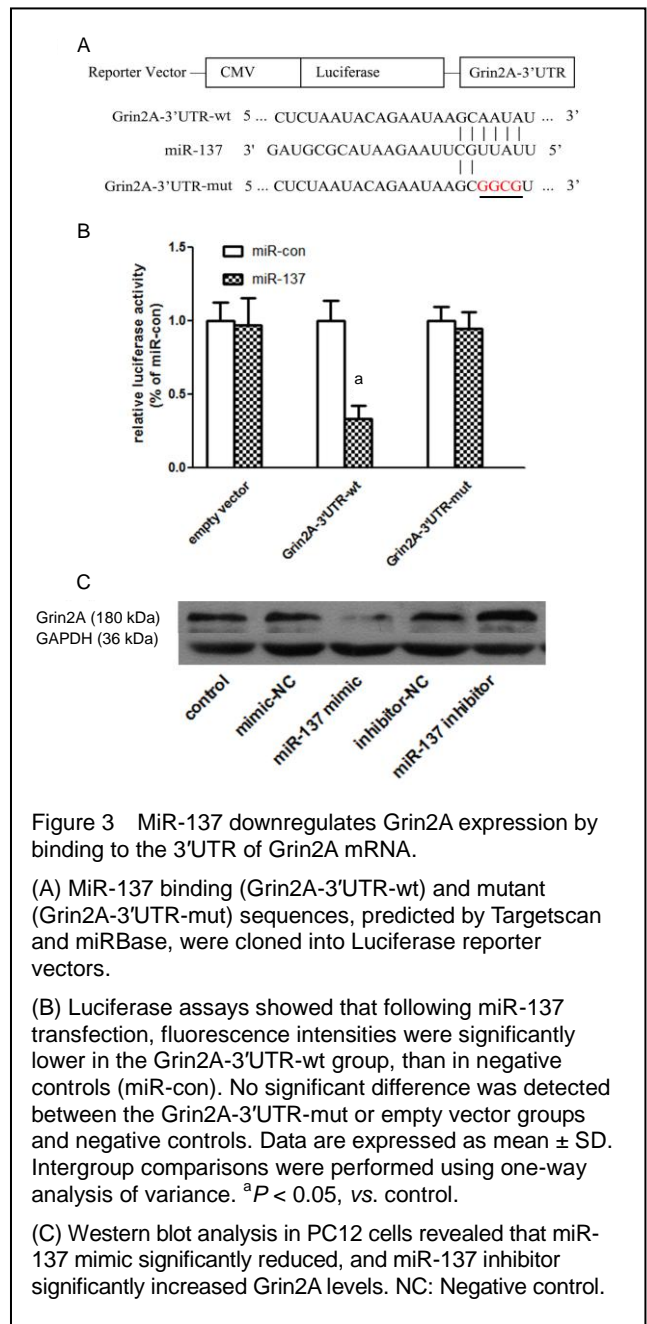 A
Reporter Vector CMV Luciferase Grin2A-3'UTR
Grin2A-3'UTR-wt 5 ... CUCUAAUACAGAAUAAGCAAUAU ... 3'
miR-137 3' GAUGCGCAUAAGAAUUCGUUAUU 5'
Grin2A-3'UTR-mut 5 ... CUCUAAUACAGAAUAAGCGGCGU ... 3'
B
relative luciferase activity
(% of miR-con)
1.5
1.0
0.5
0.0
miR-con
miR-137
a
empty vector
Grin2A-3'UTR-wt
Grin2A-3'UTR-mut
C
Grin2A (180 kDa)
GAPDH (36 kDa)
control
mimic-NC
miR-137 mimic
inhibitor-NC
miR-137 inhibitor
Figure 3 MiR-137 downregulates Grin2A expression by
binding to the 3′UTR of Grin2A mRNA.
(A) MiR-137 binding (Grin2A-3′UTR-wt) and mutant
(Grin2A-3′UTR-mut) sequences, predicted by Targetscan
and miRBase, were cloned into Luciferase reporter
vectors.
(B) Luciferase assays showed that following miR-137
transfection, fluorescence intensities were significantly
lower in the Grin2A-3′UTR-wt group, than in negative
controls (miR-con). No significant difference was detected
between the Grin2A-3′UTR-mut or empty vector groups
and negative controls. Data are expressed as mean ± SD.
Intergroup comparisons were performed using one-way
analysis of variance. aP < 0.05, vs. control.
(C) Western blot analysis in PC12 cells revealed that miR-
137 mimic significantly reduced, and miR-137 inhibitor
significantly increased Grin2A levels. NC: Negative control.